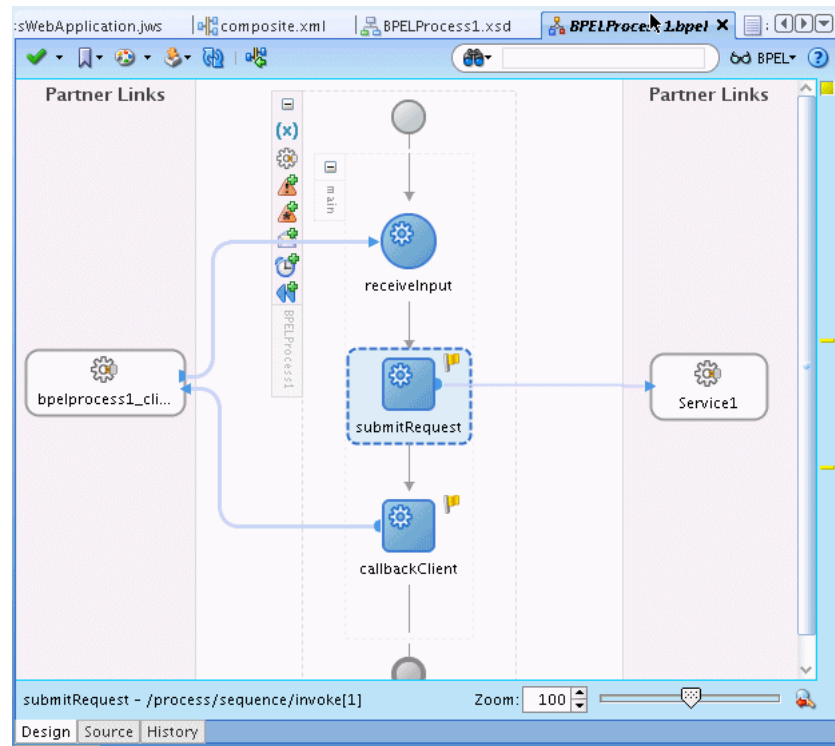 :sWebApplication.jws composite.xml BPELProcess1.xsd BPELProcess1.bpel
BPEL
Partner Links
Partner Links
(x)
main
receiveInput
BPELProcess1
bpelprocess1_cli...
submitRequest
Service1
callbackClient
submitRequest - /process/sequence/invoke[1] Zoom: 100
Design Source History